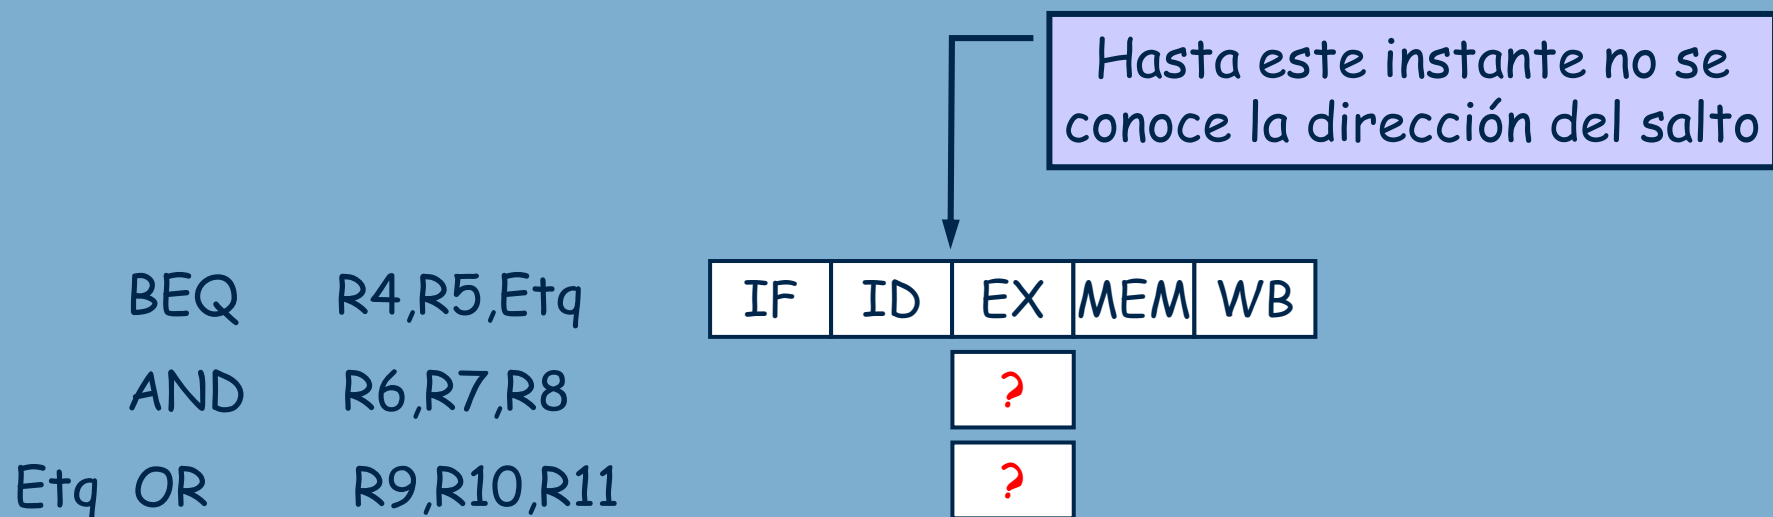 Hasta este instante no se
conoce la dirección del salto
BEQ R4,R5,Etq IF ID EX MEM WB
AND R6,R7,R8 ?
Etq OR R9,R10,R11 ?